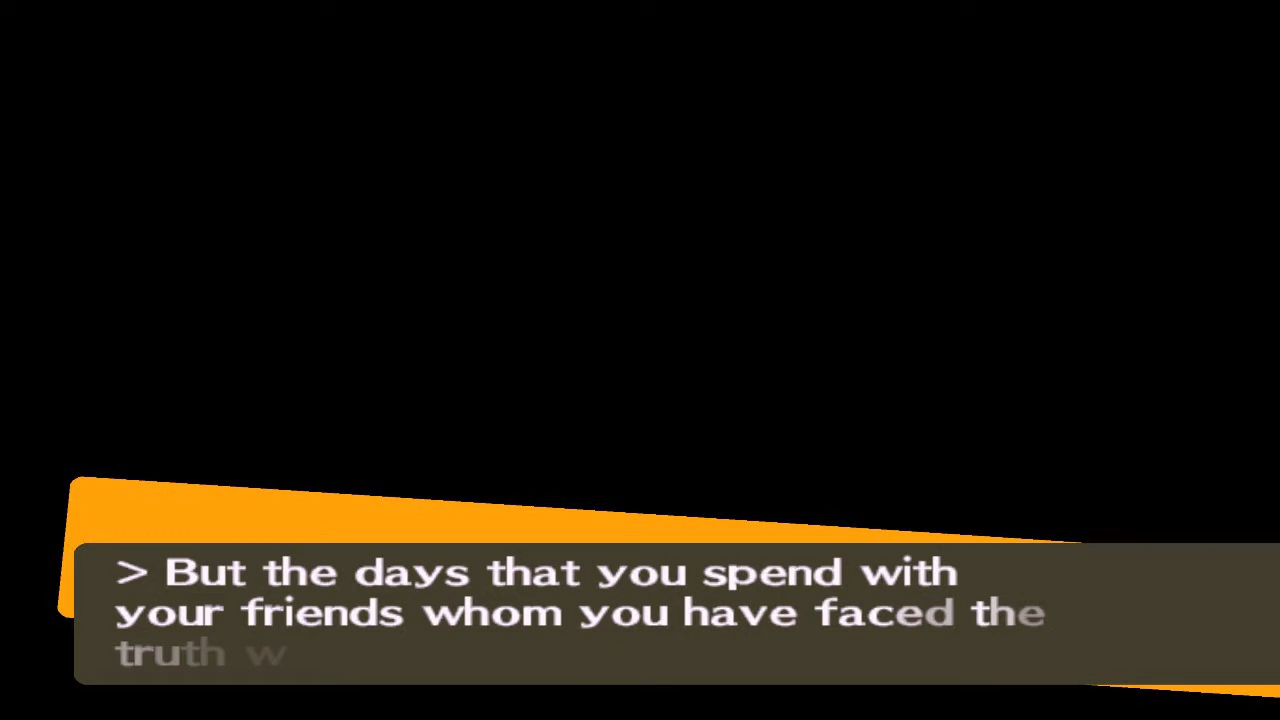 > But the days that you spend with
your friends whom you have faced the
truth w